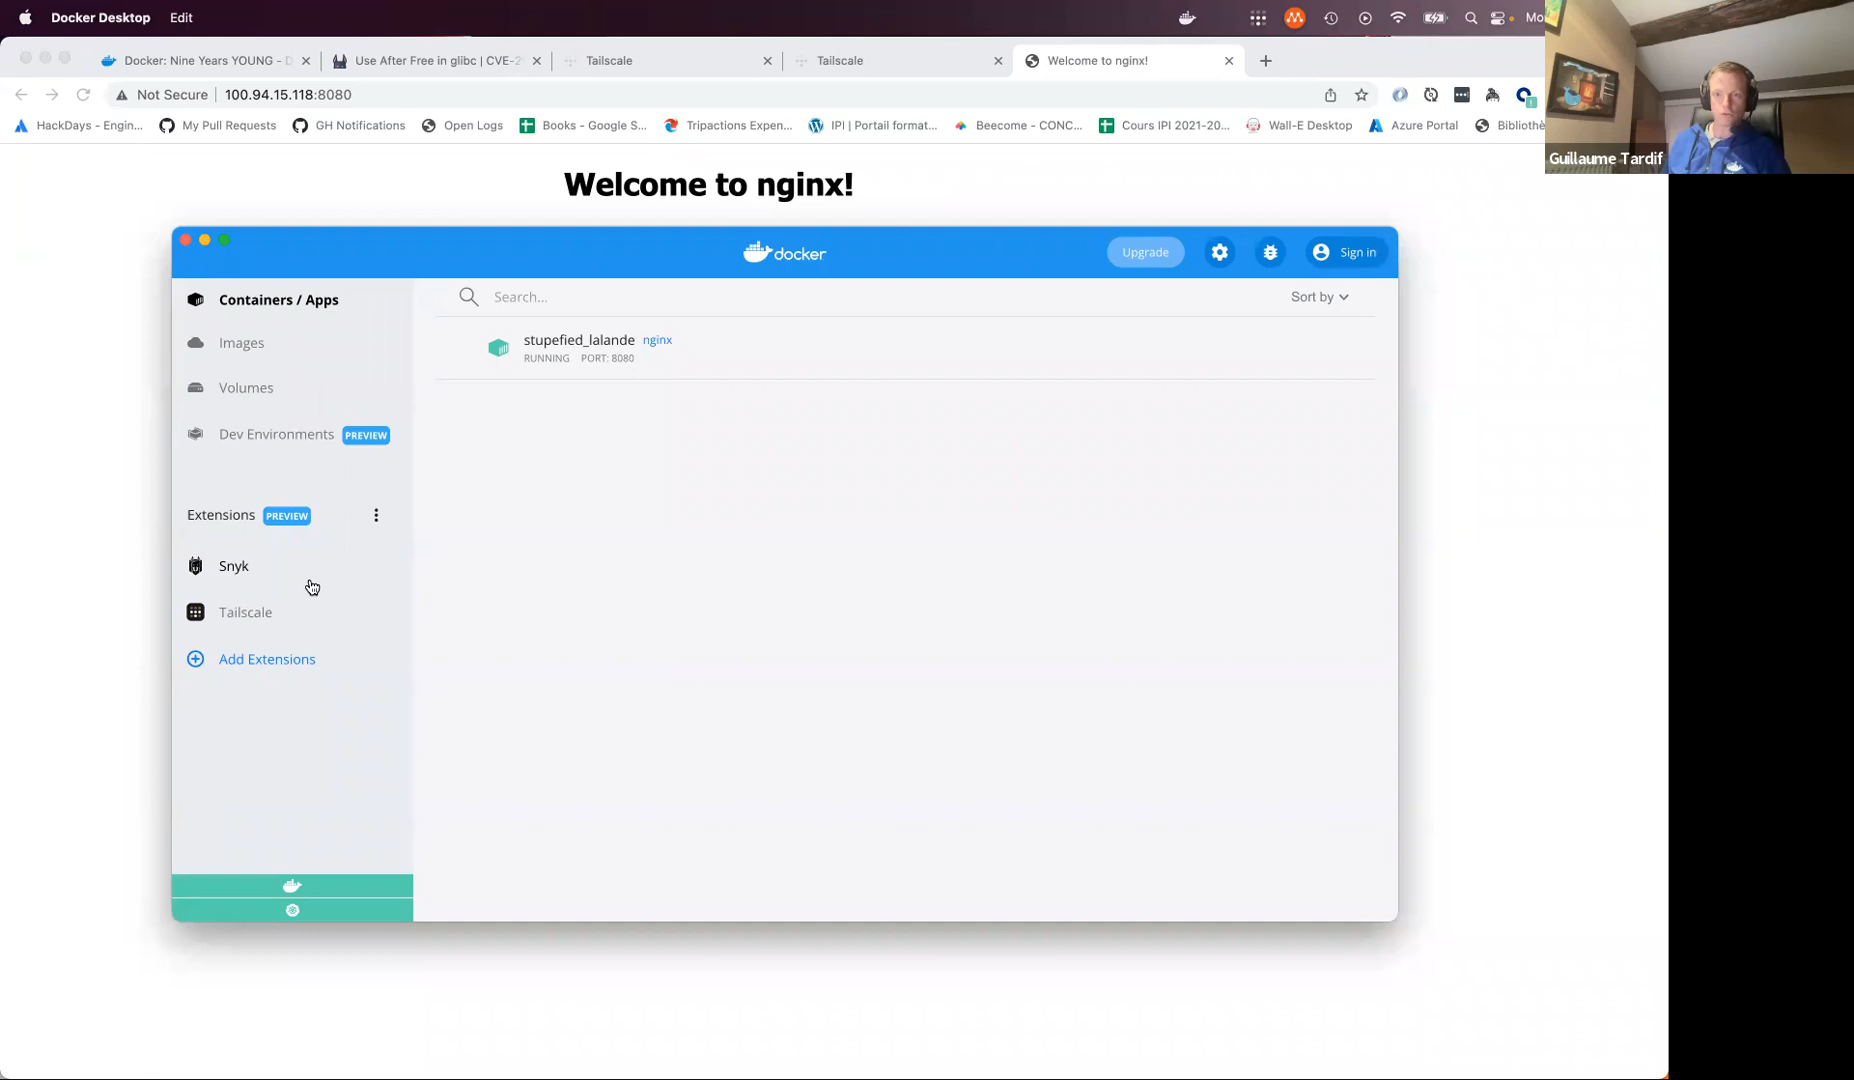 Docker Desktop Edit
Mo
Docker: Nine Years YOUNG - D
Use After Free in glibc | CVE-2
Tailscale
Tailscale
Welcome to nginx!
Not Secure 100.94.15.118:8080
HackDays - Engin...
My Pull Requests
GH Notifications
Open Logs
Books - Google S...
Tripactions Expen...
IPI | Portail format...
Beecome - CONC...
Cours IPI 2021-20...
Wall-E Desktop
Azure Portal
Biblioth
Guillaume Tardif
Welcome to nginx!
docker
Upgrade
Sign in
Containers / Apps
Images
Volumes
Dev Environments PREVIEW
Extensions PREVIEW
Snyk
Tailscale
Add Extensions
Search...
Sort by
stupefied_lalande nginx
RUNNING PORT: 8080